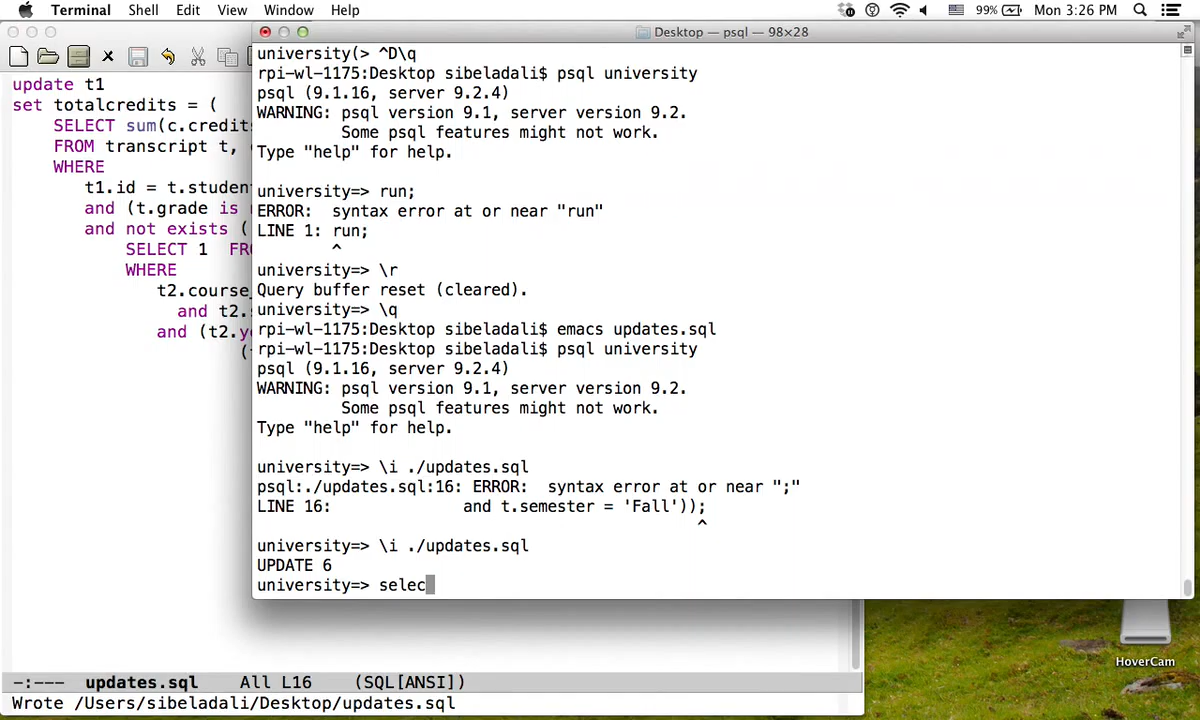 Terminal Shell Edit View Window Help 99% Mon 3:26 PM
Desktop — psql — 98×28
university(> ^D\q
rpi-wl-1175:Desktop sibeladali$ psql university
psql (9.1.16, server 9.2.4)
WARNING: psql version 9.1, server version 9.2.
Some psql features might not work.
Type "help" for help.
university=> run;
ERROR:  syntax error at or near "run"
LINE 1: run;
^
university=> \r
Query buffer reset (cleared).
university=> \q
rpi-wl-1175:Desktop sibeladali$ emacs updates.sql
rpi-wl-1175:Desktop sibeladali$ psql university
psql (9.1.16, server 9.2.4)
WARNING: psql version 9.1, server version 9.2.
Some psql features might not work.
Type "help" for help.
university=> \i ./updates.sql
psql:./updates.sql:16: ERROR:  syntax error at or near ";"
LINE 16: and t.semester = 'Fall'));
^
university=> \i ./updates.sql
UPDATE 6
university=> selec
update t1
set totalcredits = (
SELECT sum(c.credits
FROM transcript t,
WHERE
t1.id = t.student
and (t.grade is
and not exists (
SELECT 1  FR
WHERE
t2.course_
and t2.
and (t2.y
(
-:---  updates.sql    All L16    (SQL[ANSI])
Wrote /Users/sibeladali/Desktop/updates.sql
HoverCam